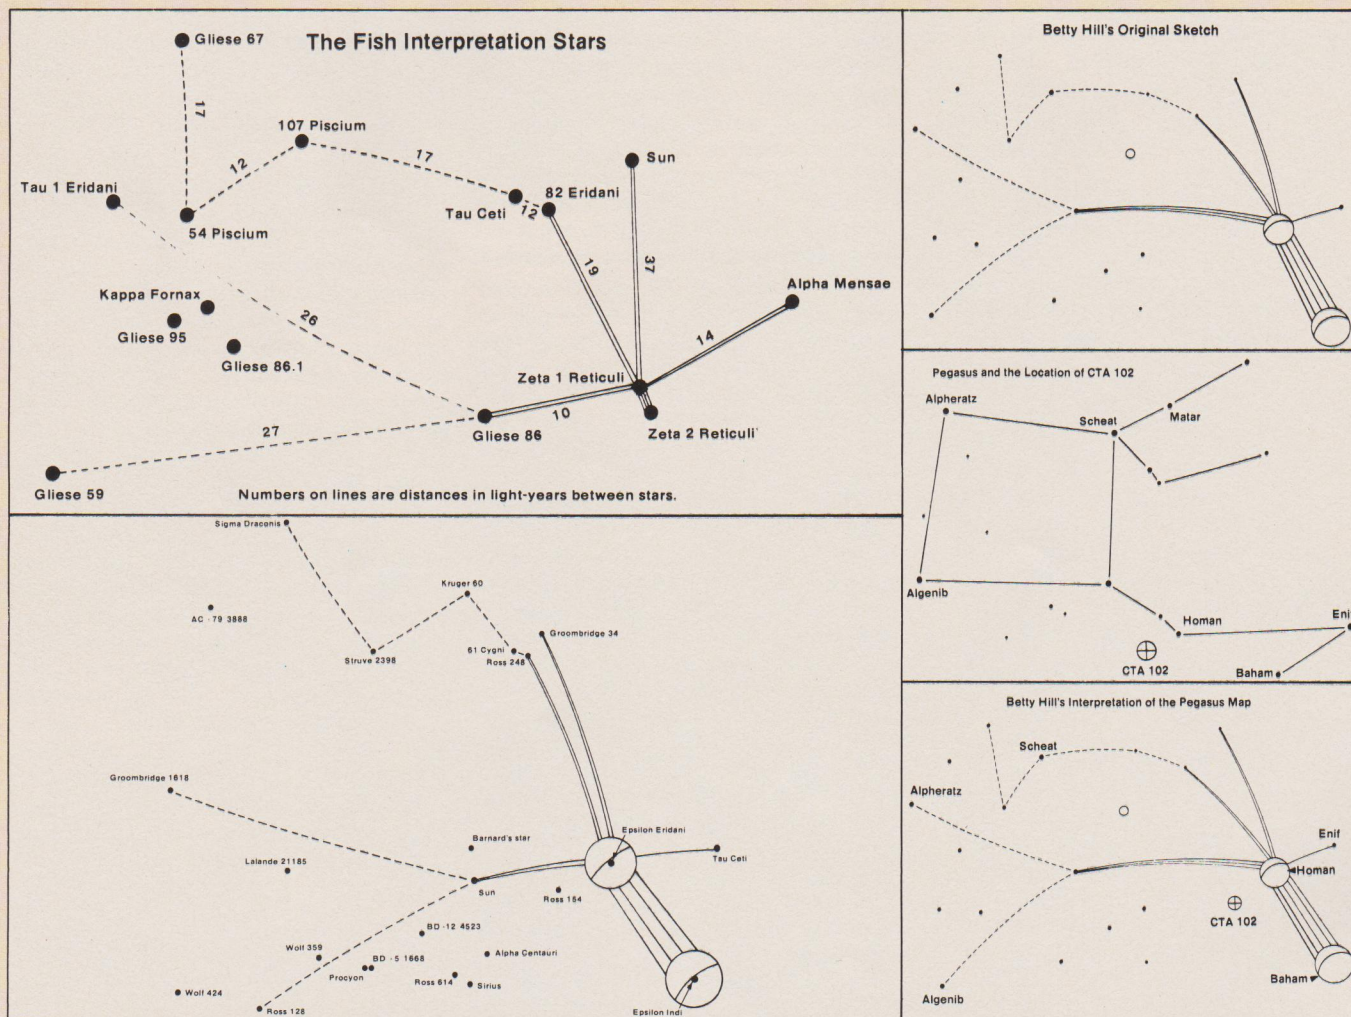 The Fish Interpretation Stars
Gliese 67
17
107 Piscium
12
17
Tau 1 Eridani
54 Piscium
Tau Ceti
12
82 Eridani
Sun
19
37
Kappa Fornax
Gliese 95
Gliese 86.1
26
Alpha Mensae
14
Zeta 1 Reticuli
10
Gliese 86
Zeta 2 Reticuli
27
Gliese 59
Numbers on lines are distances in light-years between stars.
Sigma Draconis
Kruger 60
AC - 79 3888
Groombridge 34
61 Cygni
Struve 2398
Ross 248
Groombridge 1618
Epsilon Eridani
Barnard's star
Tau Ceti
Lalande 21185
Sun
Ross 154
BD -12 4523
Wolf 359
Alpha Centauri
BD - 5 1668
Procyon
Ross 614
Sirius
Wolf 424
Ross 128
Epsilon Indi
Betty Hill's Original Sketch
Pegasus and the Location of CTA 102
Alpheratz
Scheat
Matar
Algenib
Homan
Enif
CTA 102
Baham
Betty Hill's Interpretation of the Pegasus Map
Scheat
Alpheratz
Enif
Homan
CTA 102
Baham
Algenib